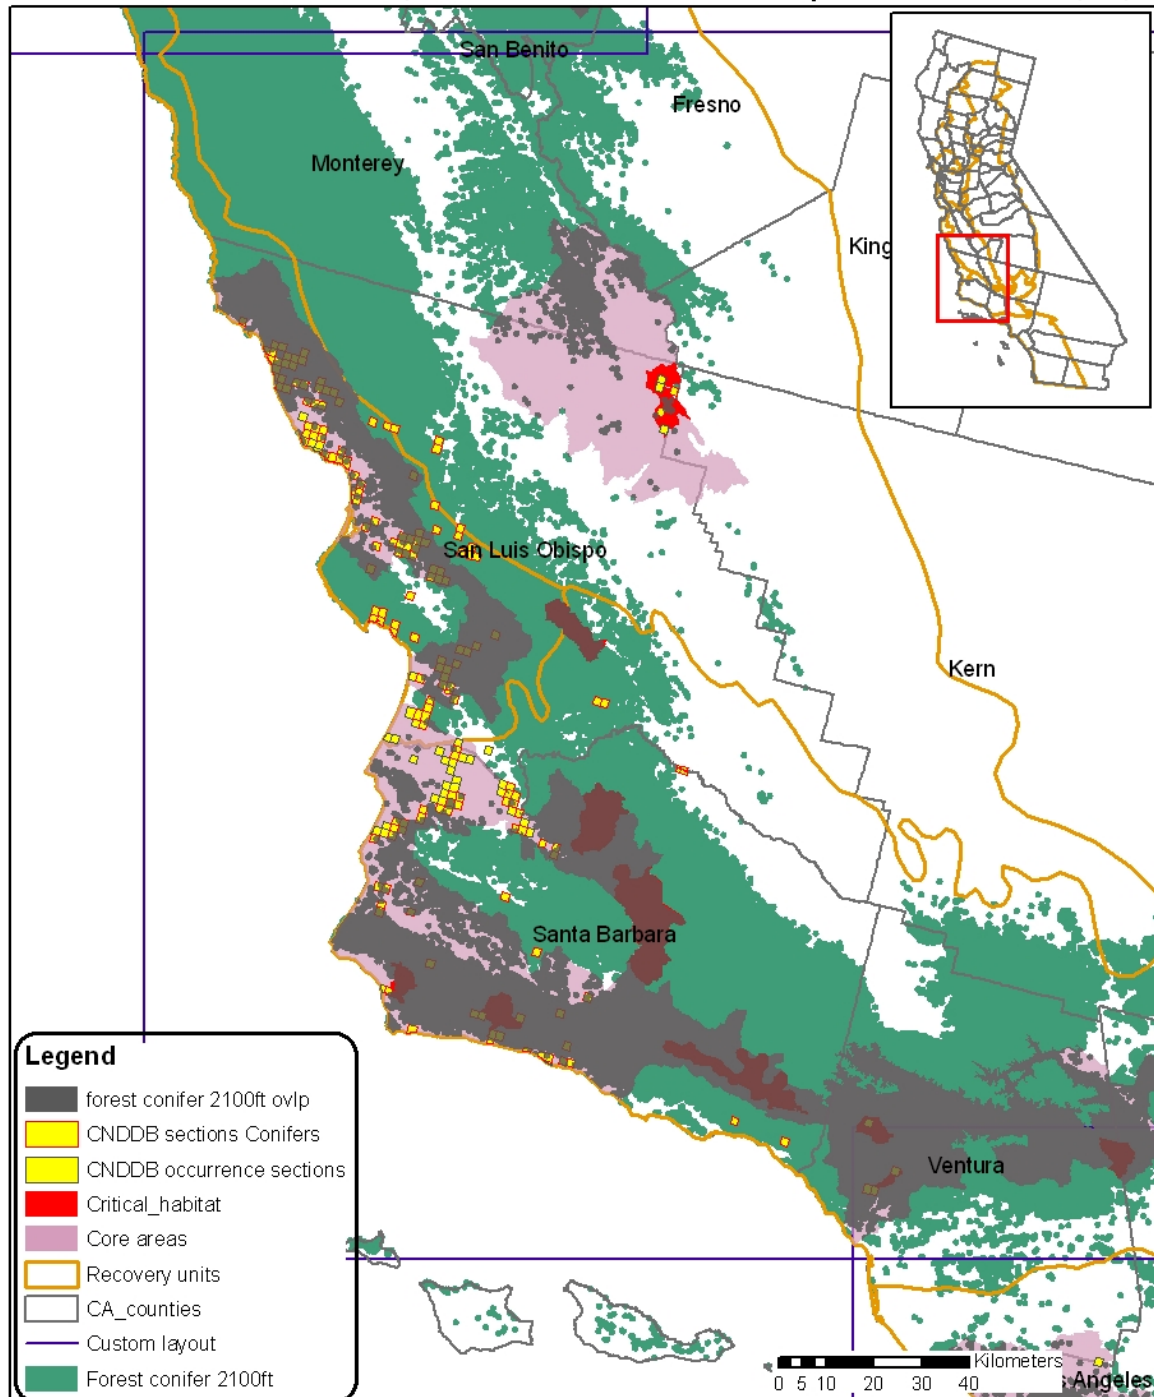 San Benito
Fresno
Monterey
King
San Luis Obispo
Kern
Santa Barbara
Ventura
Legend
forest conifer 2100ft ovlp
CNDDB sections Conifers
CNDDB occurrence sections
Critical_habitat
Core areas
Recovery units
CA_counties
Custom layout
Forest conifer 2100ft
Kilometers
0 5 10 20 30 40
s Angeles